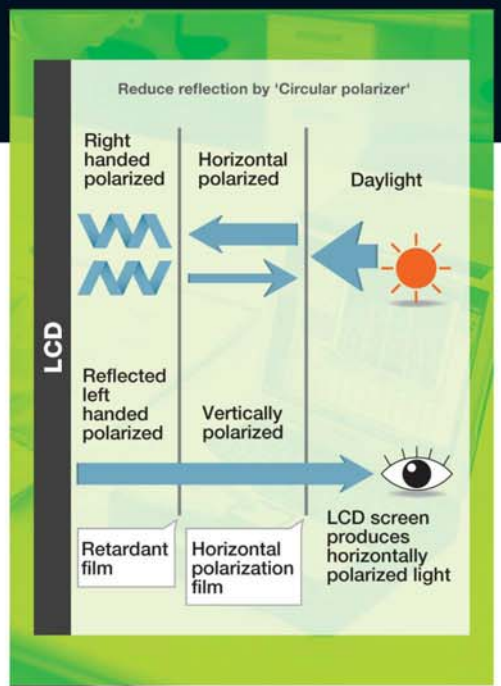 Reduce reflection by 'Circular polarizer'
Right
handed
polarized
Horizontal
polarized
Daylight
LCD
Reflected
left
handed
polarized
Vertically
polarized
LCD screen
produces
horizontally
polarized light
Retardant
film
Horizontal
polarization
film